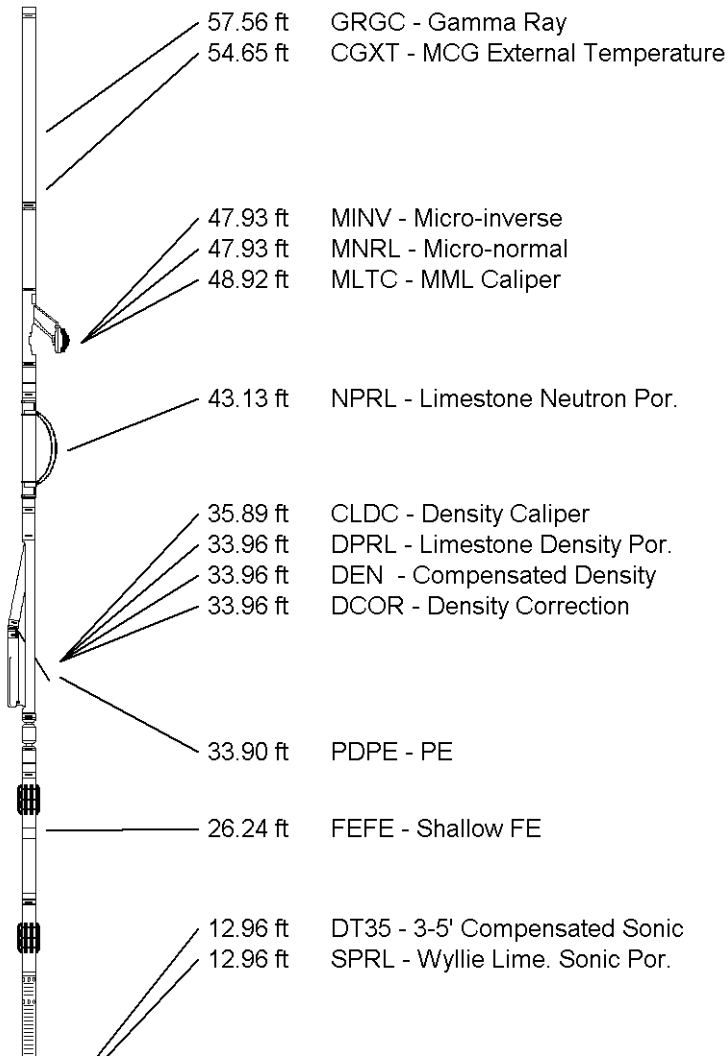 57.56 ft GRGC - Gamma Ray
54.65 ft CGXT - MCG External Temperature
47.93 ft MINV - Micro-inverse
47.93 ft MNRL - Micro-normal
48.92 ft MLTC - MML Caliper
43.13 ft NPRL - Limestone Neutron Por.
35.89 ft CLDC - Density Caliper
33.96 ft DPRL - Limestone Density Por.
33.96 ft DEN - Compensated Density
33.96 ft DCOR - Density Correction
33.90 ft PDPE - PE
26.24 ft FEFE - Shallow FE
12.96 ft DT35 - 3-5' Compensated Sonic
12.96 ft SPRL - Wyllie Lime. Sonic Por.